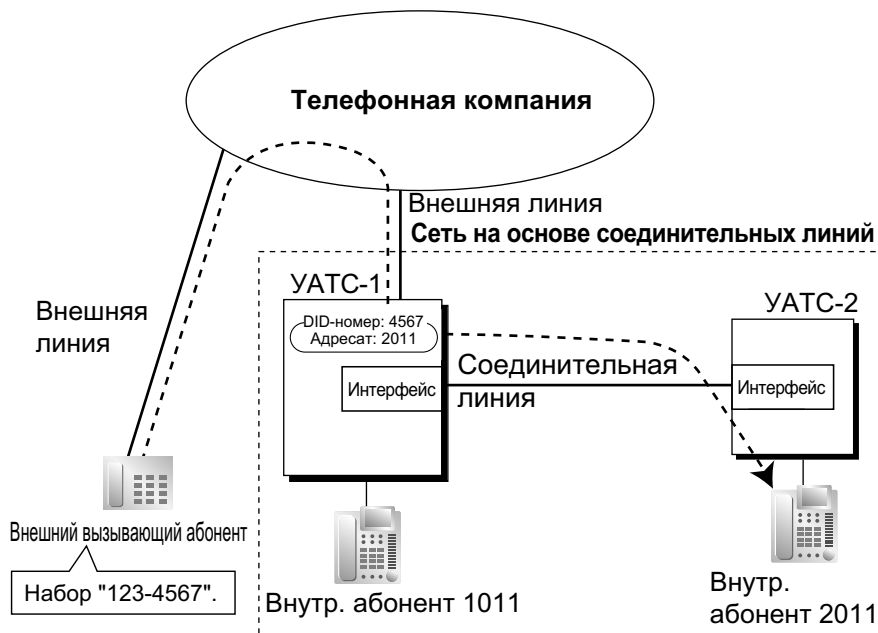 Телефонная компания
Внешняя линия
Сеть на основе соединительных линий
УАТС-1
УАТС-2
Внешняя
линия
DID-номер: 4567
Адресат: 2011
Соединительная
линия
Интерфейс
Интерфейс
Внешний вызывающий абонент
Набор "123-4567".
Внутр. абонент 1011
Внутр.
абонент 2011